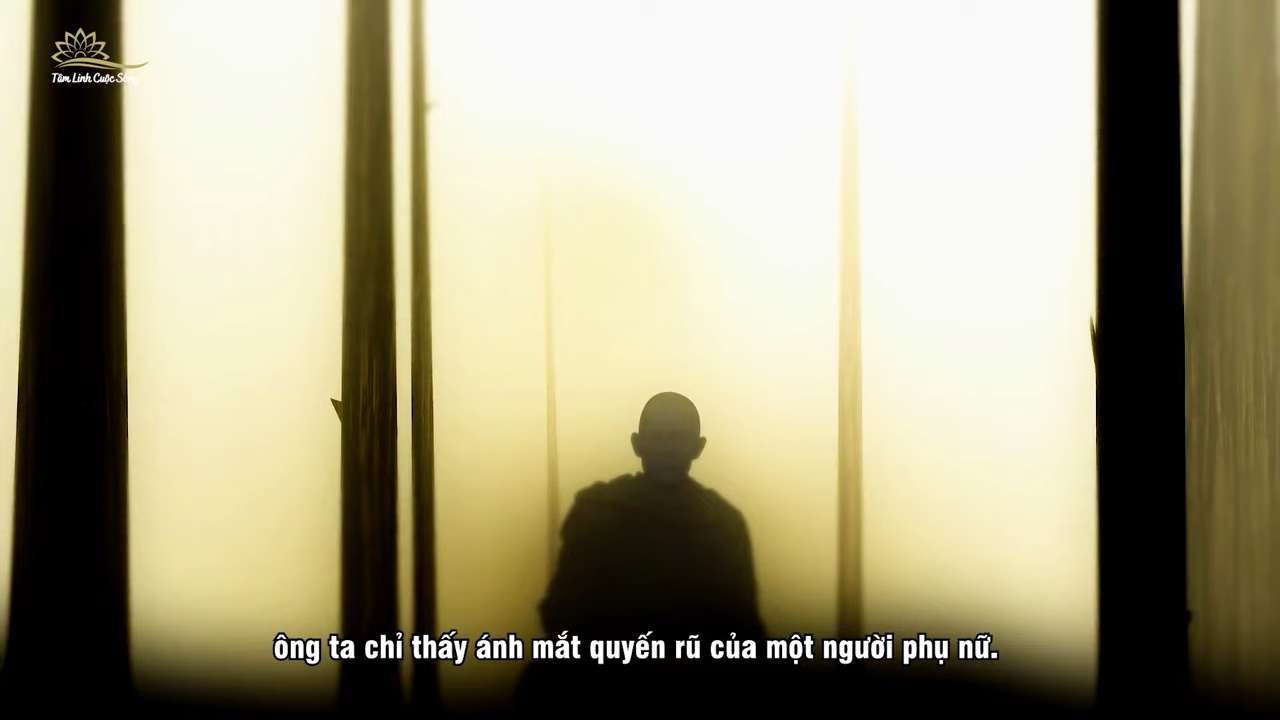 Tâm Linh Cuộc Sống
ông ta chỉ thấy ánh mắt quyến rũ của một người phụ nữ.